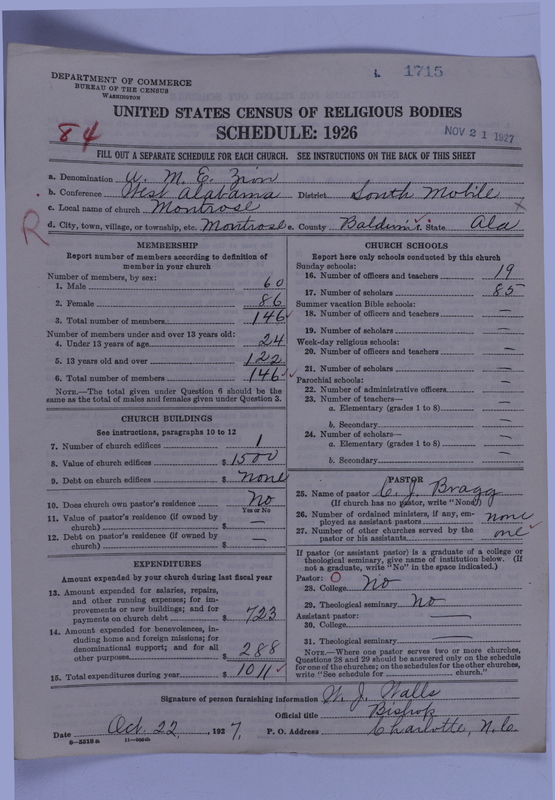 1715
DEPARTMENT OF COMMERCE
BUREAU OF THE CENSUS
WASHINGTON
UNITED STATES CENSUS OF RELIGIOUS BODIES
84
SCHEDULE: 1926
NOV 21 1927
FILL OUT A SEPARATE SCHEDULE FOR EACH CHURCH. SEE INSTRUCTIONS ON THE BACK OF THIS SHEET
a. Denomination A. M. E. Zion
b. Conference West Alabama District South Mobile
c. Local name of church Montrose
R
d. City, town, village, or township, etc. Montrose e. County Baldwin f. State Ala
MEMBERSHIP
Report number of members according to definition of
member in your church
Number of members, by sex:
1. Male 60
2. Female 86
3. Total number of members 146
Number of members under and over 13 years old:
4. Under 13 years of age 24
5. 13 years old and over 122
6. Total number of members 146
NOTE.—The total given under Question 6 should be the
same as the total of males and females given under Question 3.
CHURCH BUILDINGS
See instructions, paragraphs 10 to 12
7. Number of church edifices 1
8. Value of church edifices $ 1500
9. Debt on church edifices $ None
10. Does church own pastor's residence No
Yes or No
11. Value of pastor's residence (if owned by
church) $ —
12. Debt on pastor's residence (if owned by
church) $ —
EXPENDITURES
Amount expended by your church during last fiscal year
13. Amount expended for salaries, repairs,
and other running expenses; for im-
provements or new buildings; and for
payments on church debt $ 723
14. Amount expended for benevolences, in-
cluding home and foreign missions; for
denominational support; and for all
other purposes $ 288
15. Total expenditures during year $ 1011
CHURCH SCHOOLS
Report here only schools conducted by this church
Sunday schools:
16. Number of officers and teachers 19
17. Number of scholars 85
Summer vacation Bible schools:
18. Number of officers and teachers —
19. Number of scholars —
Week-day religious schools:
20. Number of officers and teachers —
21. Number of scholars —
Parochial schools:
22. Number of administrative officers —
23. Number of teachers—
a. Elementary (grades 1 to 8) —
b. Secondary —
24. Number of scholars—
a. Elementary (grades 1 to 8) —
b. Secondary —
PASTOR
25. Name of pastor C. J. Bragg
(If church has no pastor, write "None")
26. Number of ordained ministers, if any, em-
ployed as assistant pastors none
27. Number of other churches served by the
pastor or his assistants one
If pastor (or assistant pastor) is a graduate of a college or
theological seminary, give name of institution below. (If
not a graduate, write "No" in the space indicated.)
Pastor: O
28. College No
29. Theological seminary No
Assistant pastor:
30. College —
31. Theological seminary —
NOTE.—Where one pastor serves two or more churches,
Questions 28 and 29 should be answered only on the schedule
for one of the churches; on the schedules for the other churches,
write "See schedule for church."
Signature of person furnishing information W. J. Walls
Official title Bishop
Date Oct. 22, 1927. P. O. Address Charlotte, N.C.